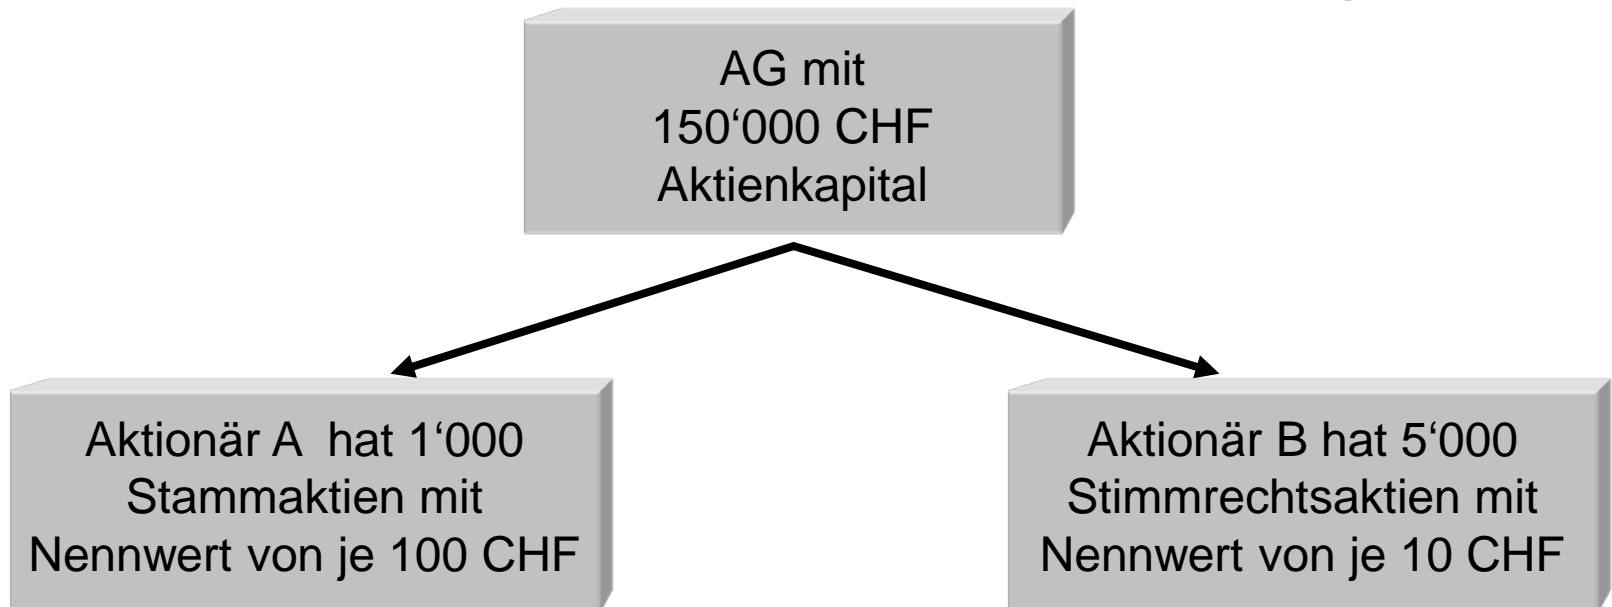 AG mit
150‘000 CHF
Aktienkapital
Aktionär A hat 1‘000
Stammaktien mit
Nennwert von je 100 CHF
Aktionär B hat 5‘000
Stimmrechtsaktien mit
Nennwert von je 10 CHF